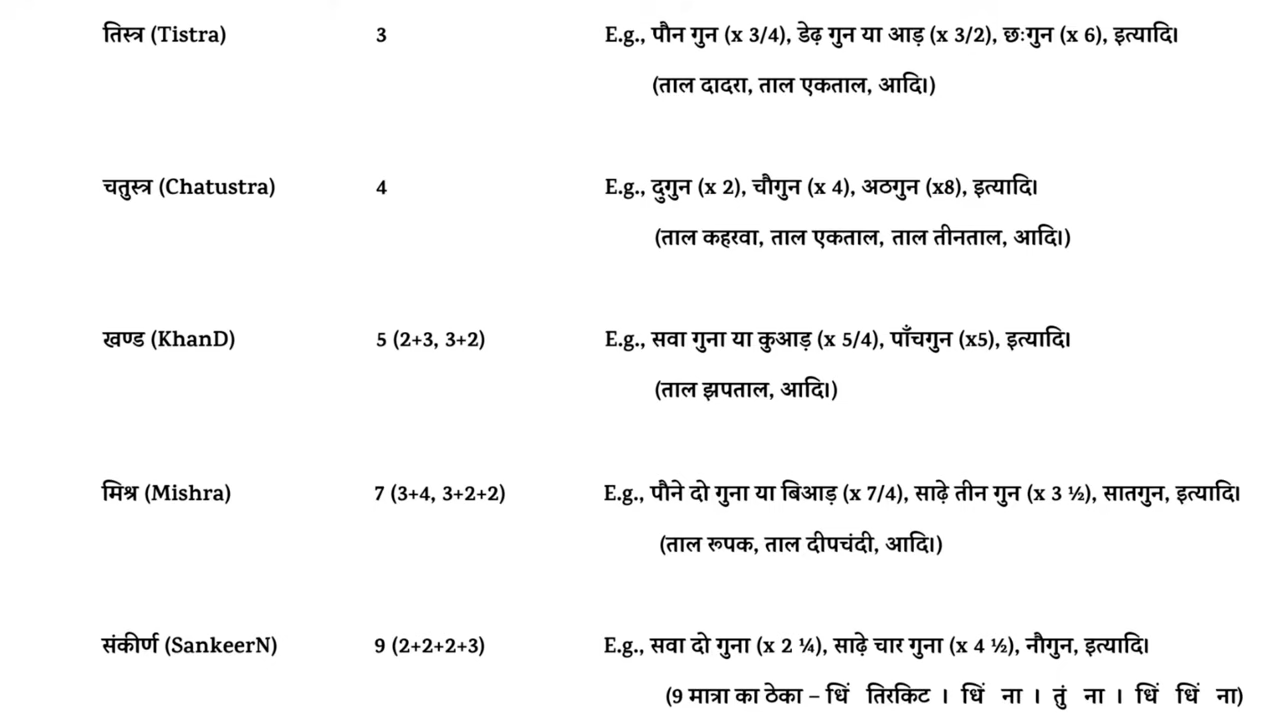 तिस्त्र (Tistra) 3 E.g., पौन गुन (x 3/4), डेढ़ गुन या आड़ (x 3/2), छःगुन (x 6), इत्यादि।
(ताल दादरा, ताल एकताल, आदि।)
चतुस्त्र (Chatustra) 4 E.g., दुगुन (x 2), चौगुन (x 4), अठगुन (x8), इत्यादि।
(ताल कहरवा, ताल एकताल, ताल तीनताल, आदि।)
खण्ड (KhanD) 5 (2+3, 3+2) E.g., सवा गुना या कुआड़ (x 5/4), पाँचगुन (x5), इत्यादि।
(ताल झपताल, आदि।)
मिश्र (Mishra) 7 (3+4, 3+2+2) E.g., पौने दो गुना या बिआड़ (x 7/4), साढ़े तीन गुन (x 3 ½), सातगुन, इत्यादि।
(ताल रूपक, ताल दीपचंदी, आदि।)
संकीर्ण (SankeerN) 9 (2+2+2+3) E.g., सवा दो गुना (x 2 ¼), साढ़े चार गुना (x 4 ½), नौगुन, इत्यादि।
(9 मात्रा का ठेका – धिं तिरकिट । धिं ना । तुं ना । धिं धिं ना)